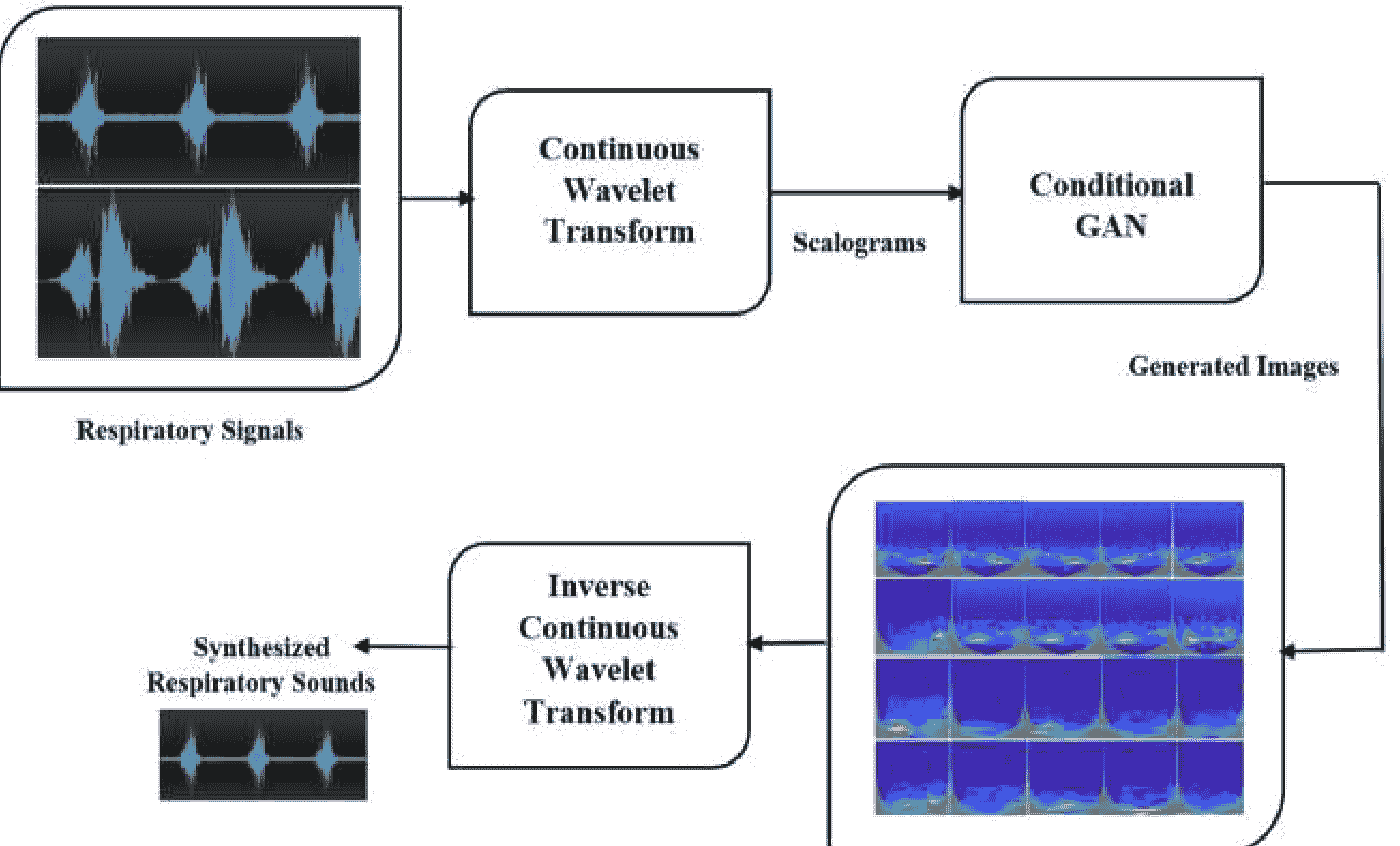 Continuous
Wavelet
Transform
Scalograms
Conditional
GAN
Respiratory Signals
Generated Images
Inverse
Continuous
Wavelet
Transform
Synthesized
Respiratory Sounds